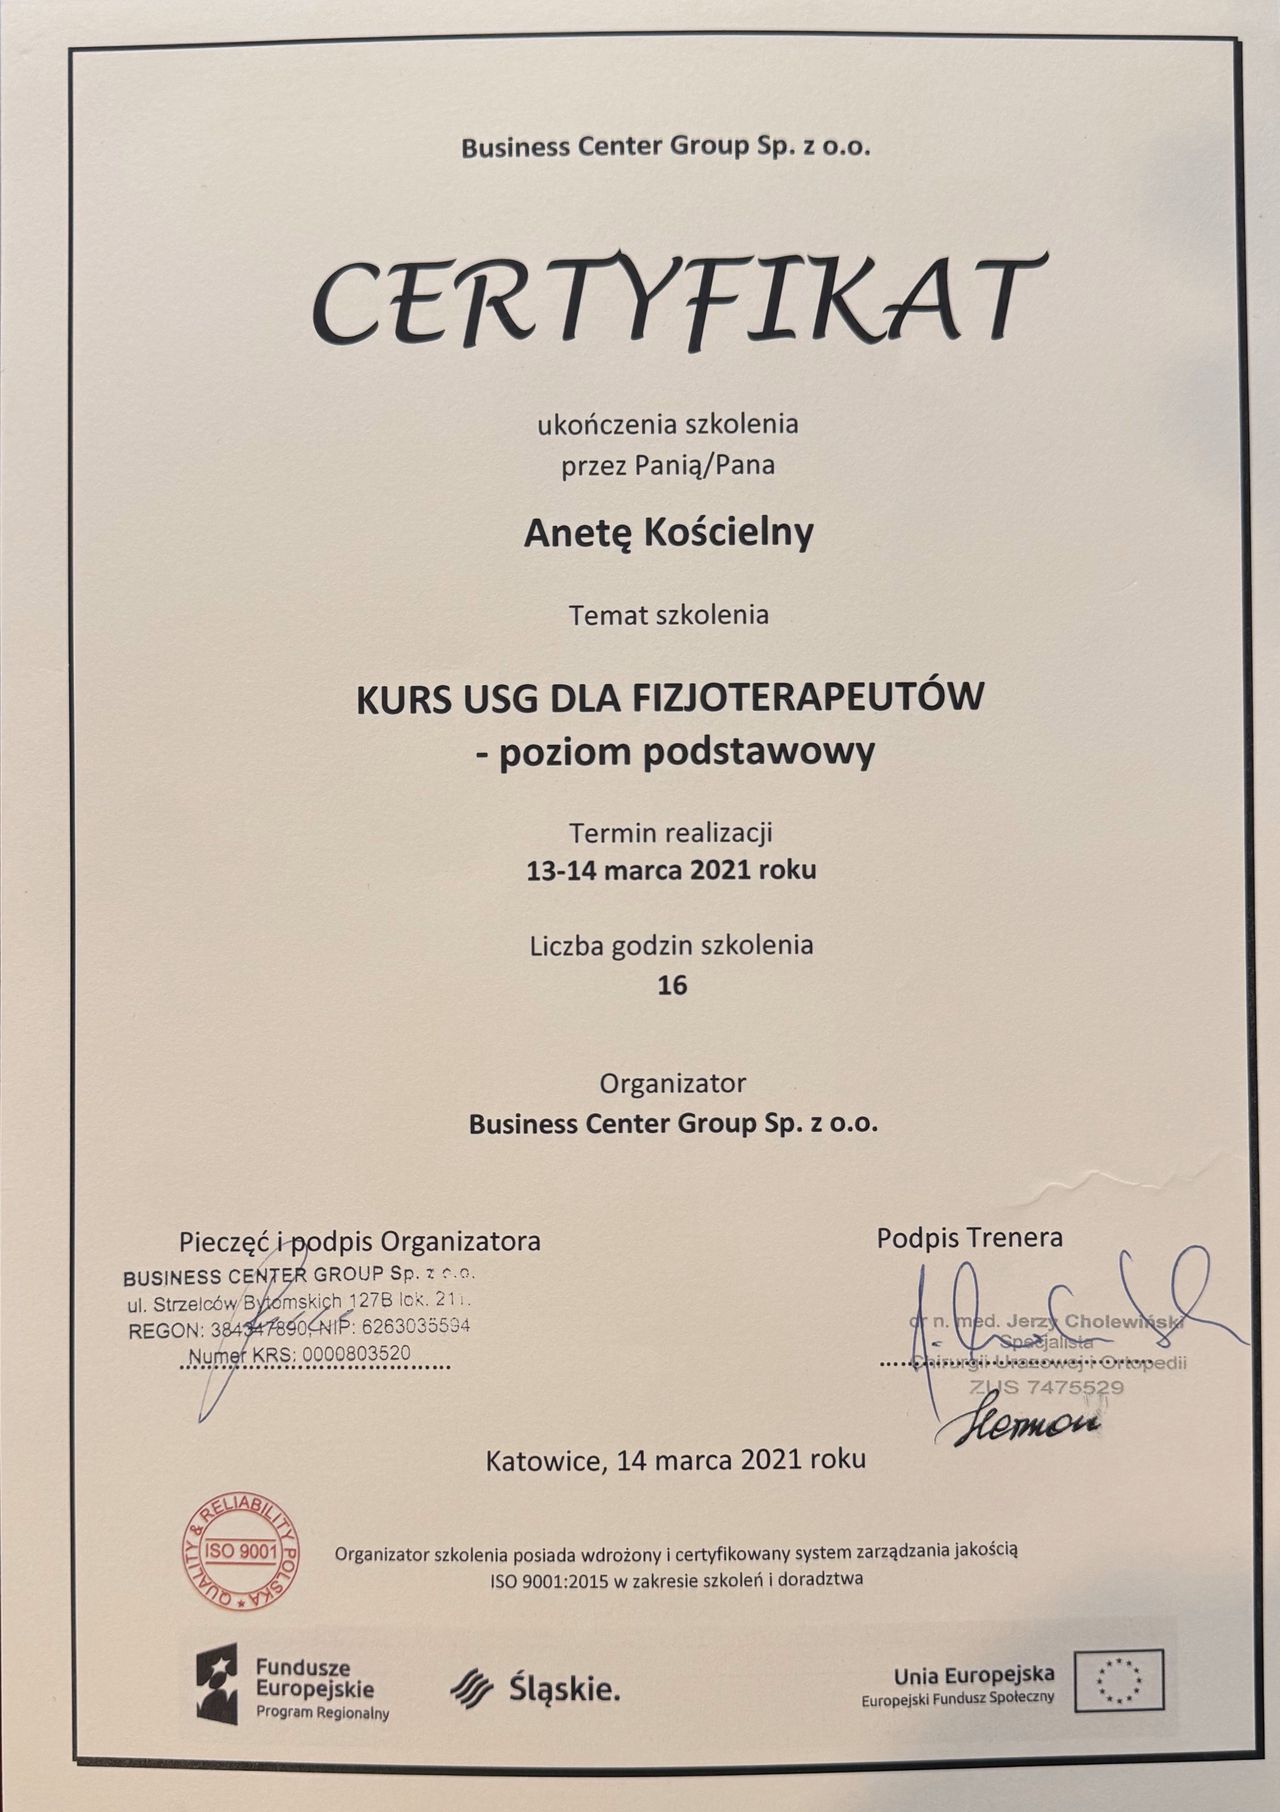 Business Center Group Sp. z o.o.
CERTYFIKAT
ukończenia szkolenia
przez Panią/Pana
Anetę Kościelny
Temat szkolenia
KURS USG DLA FIZJOTERAPEUTÓW
- poziom podstawowy
Termin realizacji
13-14 marca 2021 roku
Liczba godzin szkolenia
16
Organizator
Business Center Group Sp. z o.o.
Pieczęć i podpis Organizatora
BUSINESS CENTER GROUP Sp. z o.o.
ul. Strzelców Bytomskich 127B lok. 211.
REGON: 384347890, NIP: 6263035594
Numer KRS: 0000803520
Podpis Trenera
dr n. med. Jerzy Cholewiński
Specjalista
Chirurgii Urazowej i Ortopedii
ZUS 7475529
Katowice, 14 marca 2021 roku
QUALITY & RELIABILITY POLSKA
ISO 9001
Organizator szkolenia posiada wdrożony i certyfikowany system zarządzania jakością
ISO 9001:2015 w zakresie szkoleń i doradztwa
Fundusze
Europejskie
Program Regionalny
Śląskie.
Unia Europejska
Europejski Fundusz Społeczny